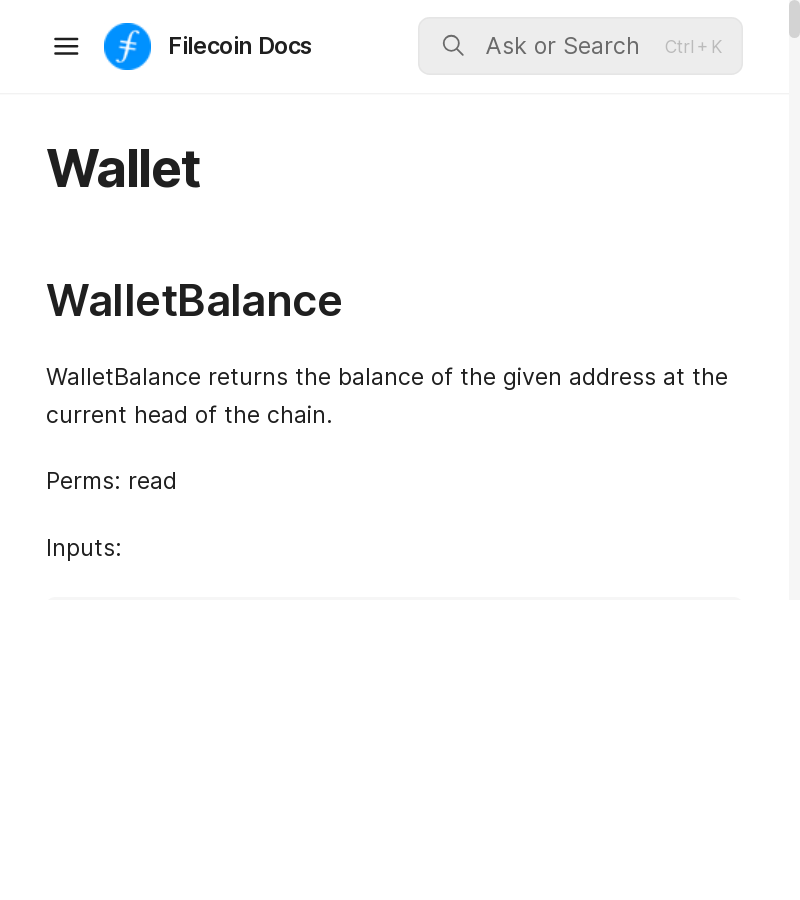 Filecoin Docs
Ask or Search
Ctrl + K
Wallet
WalletBalance
WalletBalance returns the balance of the given address at the
current head of the chain.
Perms: read
Inputs: